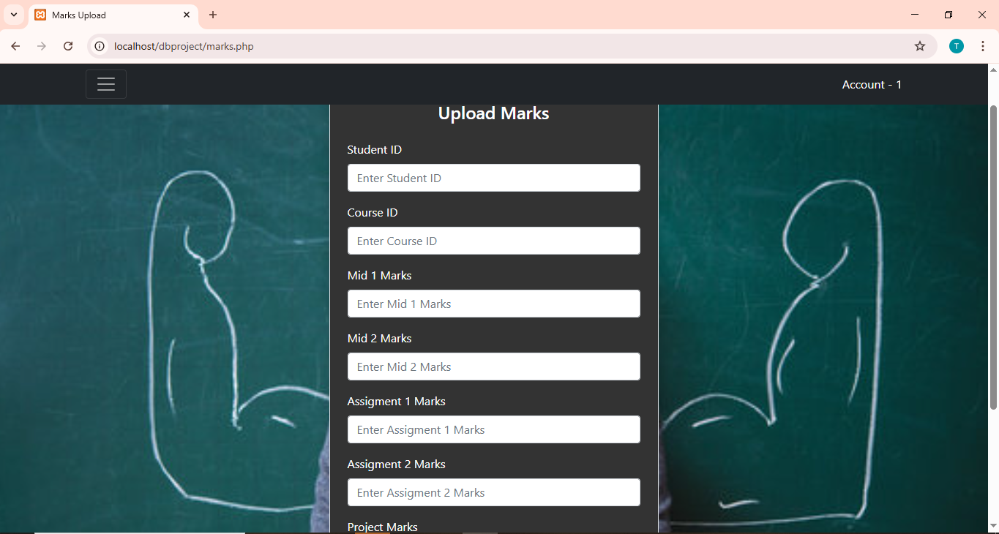 Marks Upload
localhost/dbproject/marks.php
T
Account - 1
Upload Marks
Student ID
Enter Student ID
Course ID
Enter Course ID
Mid 1 Marks
Enter Mid 1 Marks
Mid 2 Marks
Enter Mid 2 Marks
Assigment 1 Marks
Enter Assigment 1 Marks
Assigment 2 Marks
Enter Assigment 2 Marks
Project Marks